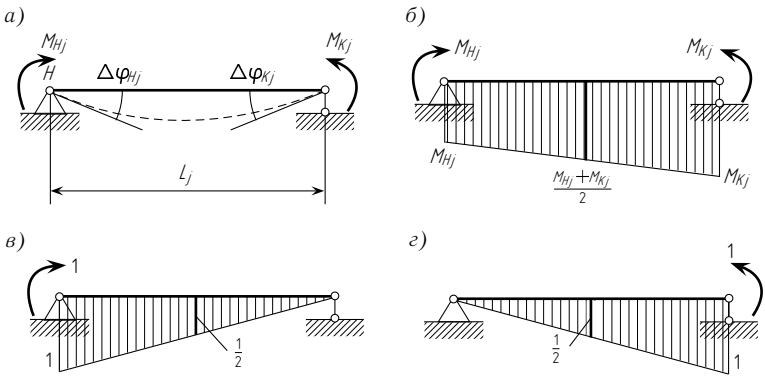 а)
M_Hj
H
Δφ_Hj
Δφ_Kj
M_Kj
L_j
б)
M_Hj
M_Kj
M_Hj
M_Hj + M_Kj
2
M_Kj
в)
1
1
1
2
г)
1
1
2
1